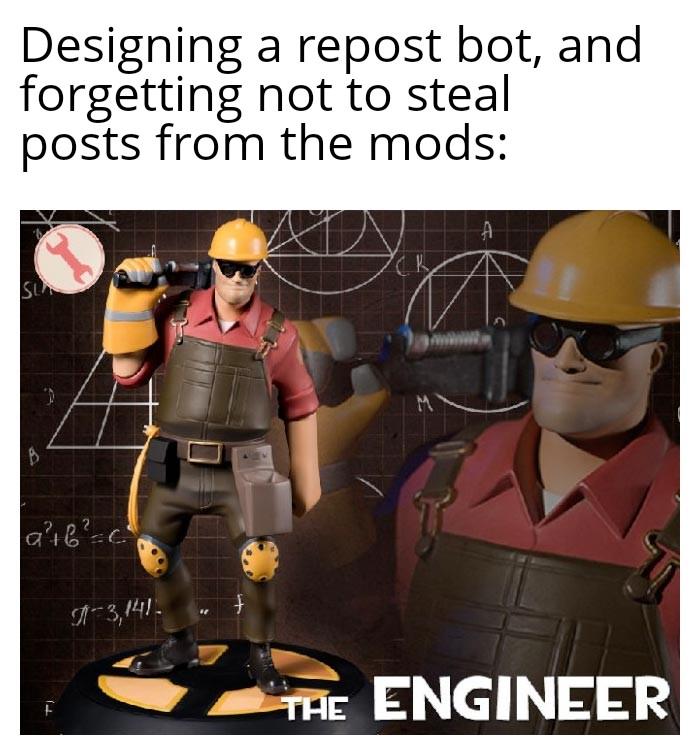 Designing a repost bot, and
forgetting not to steal
posts from the mods:
A
C K
M
B
a²+b²=c
π=3,141..
F
THE ENGINEER